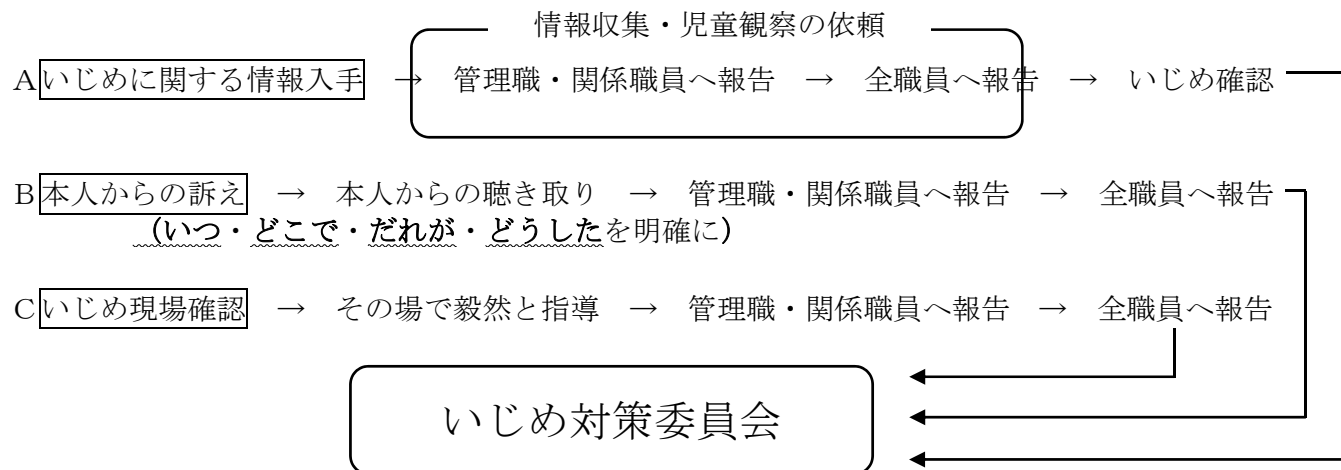 情報収集・児童観察の依頼
Aいじめに関する情報入手 → 管理職・関係職員へ報告 → 全職員へ報告 → いじめ確認
B本人からの訴え → 本人からの聴き取り → 管理職・関係職員へ報告 → 全職員へ報告
(いつ・どこで・だれが・どうしたを明確に)
Cいじめ現場確認 → その場で毅然と指導 → 管理職・関係職員へ報告 → 全職員へ報告
いじめ対策委員会